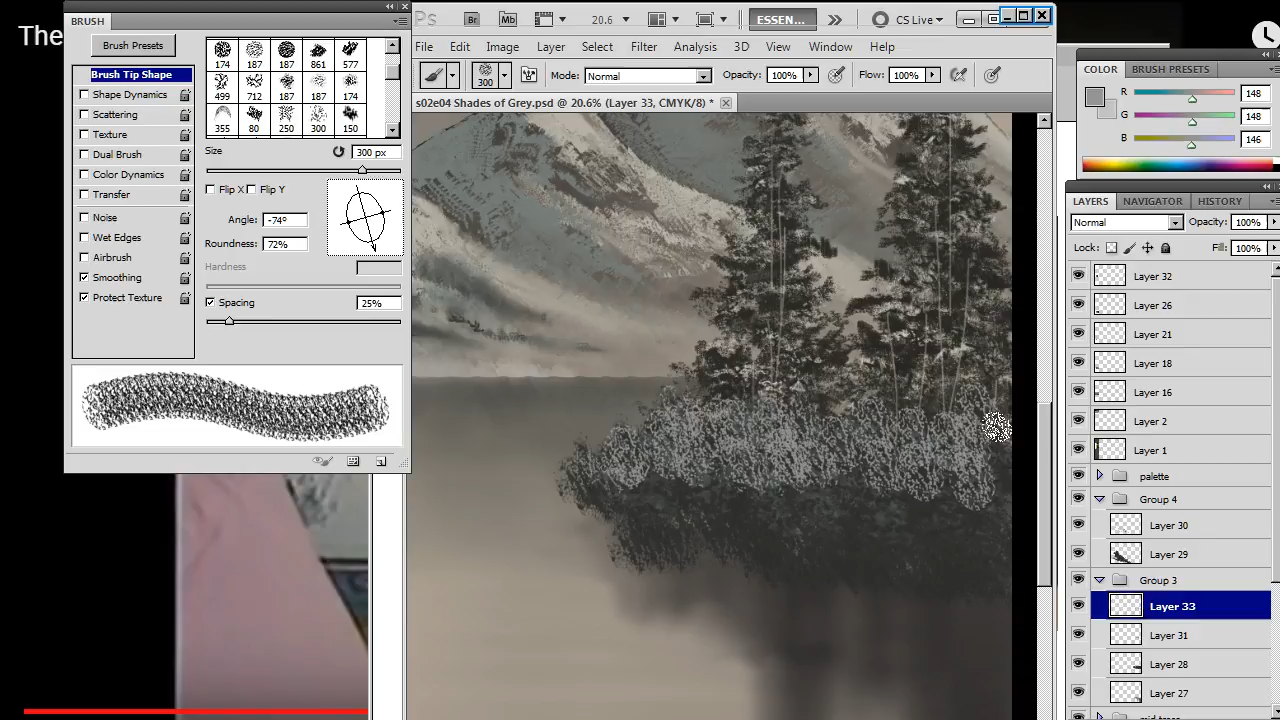 The
BRUSH
Brush Presets
174 187 187 861 577
499 712 187 187 174
355 80 250 300 150
Brush Tip Shape
Shape Dynamics
Scattering
Texture
Dual Brush
Color Dynamics
Transfer
Noise
Wet Edges
Airbrush
Smoothing
Protect Texture
Size
300 px
Flip X Flip Y
Angle: -74º
Roundness: 72%
Hardness
Spacing 25%
Ps Br Mb 20.6 ESSEN... CS Live
File Edit Image Layer Select Filter Analysis 3D View Window Help
300 Mode: Normal Opacity: 100% Flow: 100%
s02e04 Shades of Grey.psd @ 20.6% (Layer 33, CMYK/8) *
COLOR BRUSH PRESETS
R 148
G 148
B 146
LAYERS NAVIGATOR HISTORY
Normal Opacity: 100%
Lock: Fill: 100%
Layer 32
Layer 26
Layer 21
Layer 18
Layer 16
Layer 2
Layer 1
palette
Group 4
Layer 30
Layer 29
Group 3
Layer 33
Layer 31
Layer 28
Layer 27